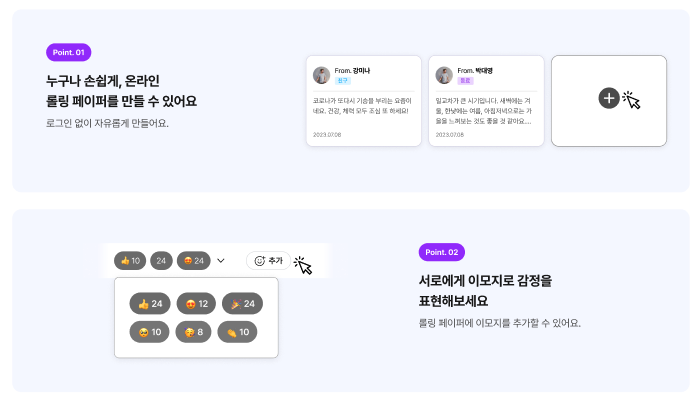 Point. 01
누구나 손쉽게, 온라인
롤링 페이퍼를 만들 수 있어요
로그인 없이 자유롭게 만들어요.
From. 강미나
친구
코로나가 또다시 기승을 부리는 요즘이
네요. 건강, 체력 모두 조심 또 하세요!
2023.07.08
From. 박대영
동료
일교차가 큰 시기입니다. 새벽에는 겨
울, 한낮에는 여름, 아침저녁으로는 가
을을 느껴보는 것도 좋을 것 같아요....
2023.07.08
👍 10
24
😍 24
추가
👍 24
😍 12
🎉 24
🥺 10
😘 8
👏 10
Point. 02
서로에게 이모지로 감정을
표현해보세요
롤링 페이퍼에 이모지를 추가할 수 있어요.